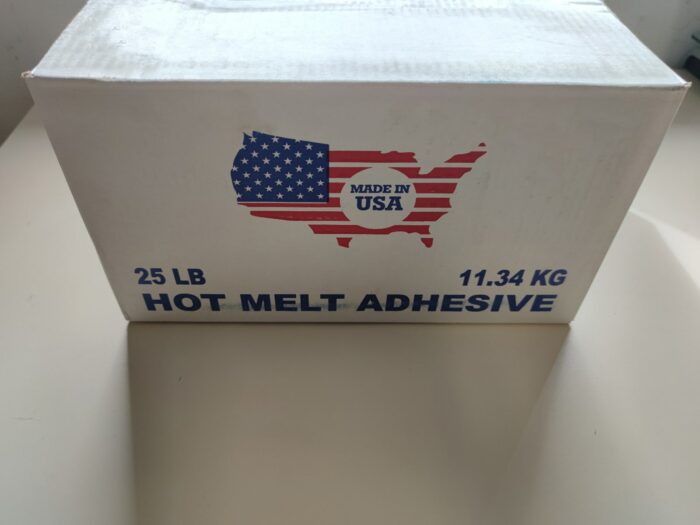 MADE IN
USA
25 LB 11.34 KG
HOT MELT ADHESIVE